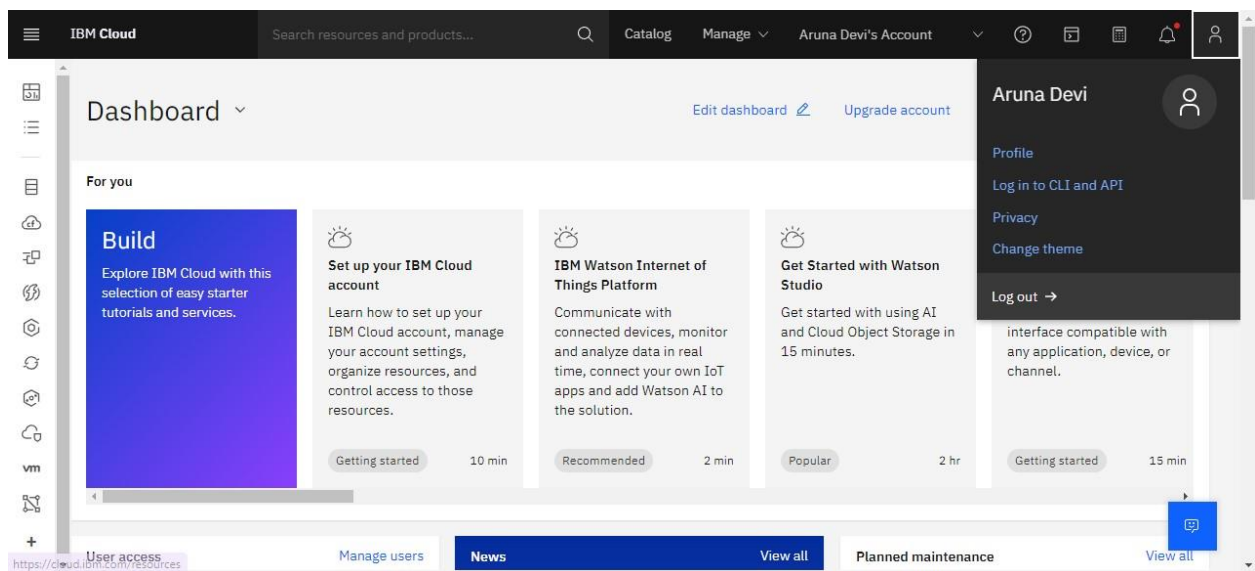 IBM Cloud
Search resources and products...
Catalog
Manage
Aruna Devi's Account
Aruna Devi
Profile
Log in to CLI and API
Privacy
Change theme
Log out →
Dashboard
Edit dashboard
Upgrade account
For you
Build
Explore IBM Cloud with this
selection of easy starter
tutorials and services.
Set up your IBM Cloud
account
Learn how to set up your
IBM Cloud account, manage
your account settings,
organize resources, and
control access to those
resources.
Getting started
10 min
IBM Watson Internet of
Things Platform
Communicate with
connected devices, monitor
and analyze data in real
time, connect your own IoT
apps and add Watson AI to
the solution.
Recommended
2 min
Get Started with Watson
Studio
Get started with using AI
and Cloud Object Storage in
15 minutes.
Popular
2 hr
interface compatible with
any application, device, or
channel.
Getting started
15 min
cf
vm
User access
Manage users
News
View all
Planned maintenance
View all
https://cloud.ibm.com/resources